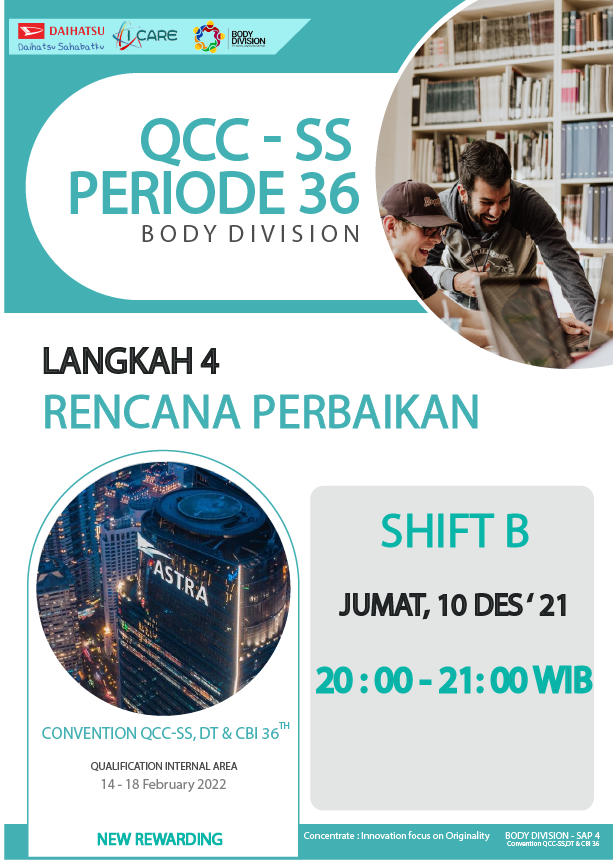 DAIHATSU
Daihatsu Sahabatku
I CARE
BODY
DIVISION
QCC - SS
PERIODE 36
BODY DIVISION
LANGKAH 4
RENCANA PERBAIKAN
ASTRA
SHIFT B
JUMAT, 10 DES ‘ 21
20 : 00 - 21: 00 WIB
CONVENTION QCC-SS, DT & CBI 36TH
QUALIFICATION INTERNAL AREA
14 - 18 February 2022
NEW REWARDING
Concentrate : Innovation focus on Originality
BODY DIVISION - SAP 4
Convention QCC-SS,DT & CBI 36